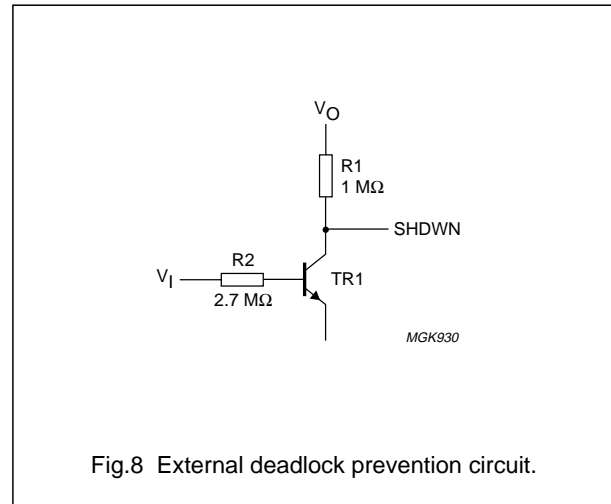 V_O
R1
1 MΩ
SHDWN
R2
V_I
TR1
2.7 MΩ
MGK930
Fig.8 External deadlock prevention circuit.